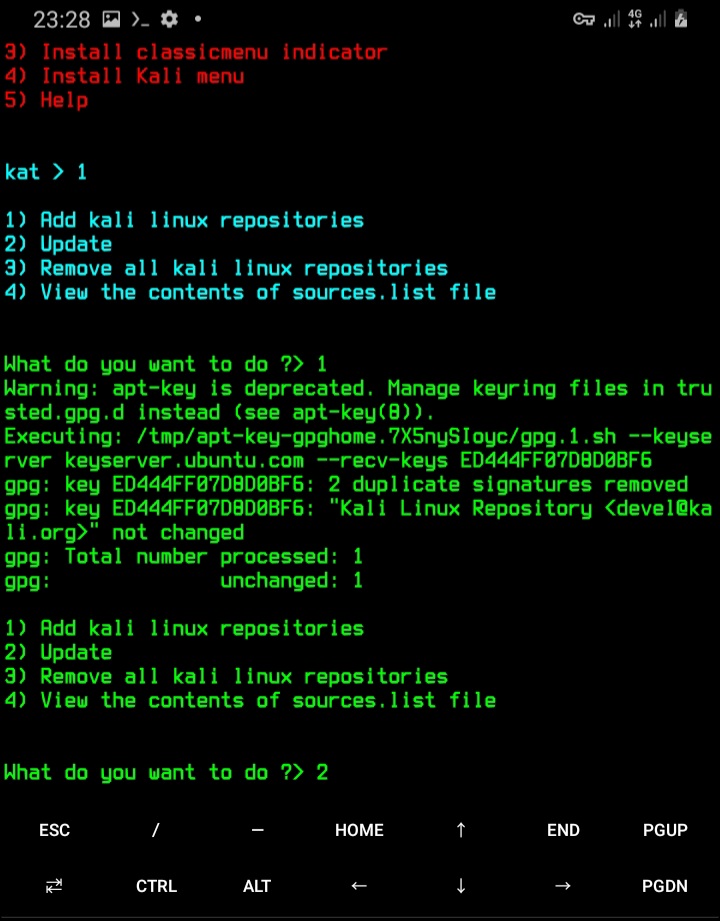 23:28
4G
3) Install classicmenu indicator
4) Install Kali menu
5) Help
kat > 1
1) Add kali linux repositories
2) Update
3) Remove all kali linux repositories
4) View the contents of sources.list file
What do you want to do ?> 1
Warning: apt-key is deprecated. Manage keyring files in tru
sted.gpg.d instead (see apt-key(8)).
Executing: /tmp/apt-key-gpghome.7X5nySIoyc/gpg.1.sh --keyse
rver keyserver.ubuntu.com --recv-keys ED444FF07D8D0BF6
gpg: key ED444FF07D8D0BF6: 2 duplicate signatures removed
gpg: key ED444FF07D8D0BF6: "Kali Linux Repository <devel@ka
li.org>" not changed
gpg: Total number processed: 1
gpg:              unchanged: 1
1) Add kali linux repositories
2) Update
3) Remove all kali linux repositories
4) View the contents of sources.list file
What do you want to do ?> 2
ESC / — HOME ↑ END PGUP
⇄ CTRL ALT ← ↓ → PGDN